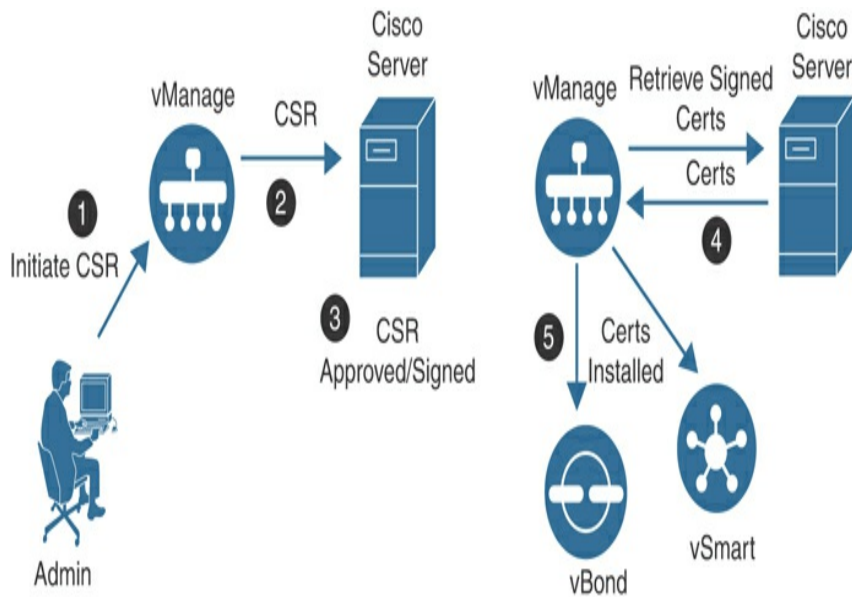 Cisco
Server
vManage
CSR
1
2
Initiate CSR
3
CSR
Approved/Signed
Admin
Cisco
Server
vManage
Retrieve Signed
Certs
Certs
4
5
Certs
Installed
vSmart
vBond